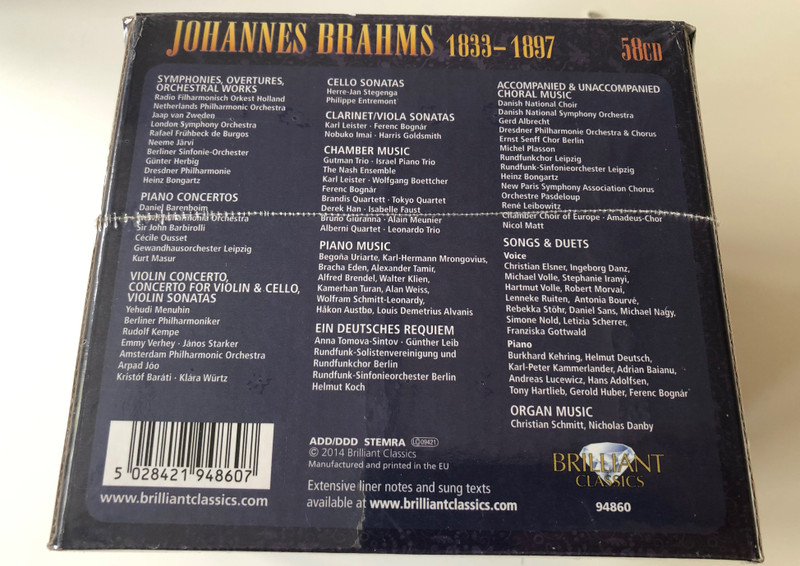 JOHANNES BRAHMS 1833–1897
58CD
SYMPHONIES, OVERTURES,
ORCHESTRAL WORKS
Radio Filharmonisch Orkest Holland
Netherlands Philharmonic Orchestra
Jaap van Zweden
London Symphony Orchestra
Rafael Frühbeck de Burgos
Neeme Järvi
Berliner Sinfonie-Orchester
Günter Herbig
Dresdner Philharmonie
Heinz Bongartz
PIANO CONCERTOS
Daniel Barenboim
New Philharmonia Orchestra
Sir John Barbirolli
Cécile Ousset
Gewandhausorchester Leipzig
Kurt Masur
VIOLIN CONCERTO,
CONCERTO FOR VIOLIN & CELLO,
VIOLIN SONATAS
Yehudi Menuhin
Berliner Philharmoniker
Rudolf Kempe
Emmy Verhey · János Starker
Amsterdam Philharmonic Orchestra
Arpad Jóo
Kristóf Baráti · Klára Würtz
CELLO SONATAS
Herre-Jan Stegenga
Philippe Entremont
CLARINET/VIOLA SONATAS
Karl Leister · Ferenc Bognár
Nobuko Imai · Harris Goldsmith
CHAMBER MUSIC
Gutman Trio · Israel Piano Trio
The Nash Ensemble
Karl Leister · Wolfgang Boettcher
Ferenc Bognár
Brandis Quartett · Tokyo Quartet
Derek Han · Isabelle Faust
Bruno Giuranna · Alain Meunier
Alberni Quartet · Leonardo Trio
PIANO MUSIC
Begoña Uriarte, Karl-Hermann Mrongovius,
Bracha Eden, Alexander Tamir,
Alfred Brendel, Walter Klien,
Kamerhan Turan, Alan Weiss,
Wolfram Schmitt-Leonardy,
Håkon Austbø, Louis Demetrius Alvanis
EIN DEUTSCHES REQUIEM
Anna Tomova-Sintov · Günther Leib
Rundfunk-Solistenvereinigung und
Rundfunkchor Berlin
Rundfunk-Sinfonieorchester Berlin
Helmut Koch
ACCOMPANIED & UNACCOMPANIED
CHORAL MUSIC
Danish National Choir
Danish National Symphony Orchestra
Gerd Albrecht
Dresdner Philharmonie Orchestra & Chorus
Ernst Senff Chor Berlin
Michel Plasson
Rundfunkchor Leipzig
Rundfunk-Sinfonieorchester Leipzig
Heinz Bongartz
New Paris Symphony Association Chorus
Orchestre Pasdeloup
René Leibowitz
Chamber Choir of Europe · Amadeus-Chor
Nicol Matt
SONGS & DUETS
Voice
Christian Elsner, Ingeborg Danz,
Michael Volle, Stephanie Iranyi,
Hartmut Volle, Robert Morvai,
Lenneke Ruiten, Antonia Bourvé,
Rebekka Stöhr, Daniel Sans, Michael Nagy,
Simone Nold, Letizia Scherrer,
Franziska Gottwald
Piano
Burkhard Kehring, Helmut Deutsch,
Karl-Peter Kammerlander, Adrian Baianu,
Andreas Lucewicz, Hans Adolfsen,
Tony Hartlieb, Gerold Huber, Ferenc Bognár
ORGAN MUSIC
Christian Schmitt, Nicholas Danby
5 028421 948607
www.brilliantclassics.com
ADD/DDD STEMRA LC 09421
© 2014 Brilliant Classics
Manufactured and printed in the EU
Extensive liner notes and sung texts
available at www.brilliantclassics.com
BRILLIANT
CLASSICS
94860